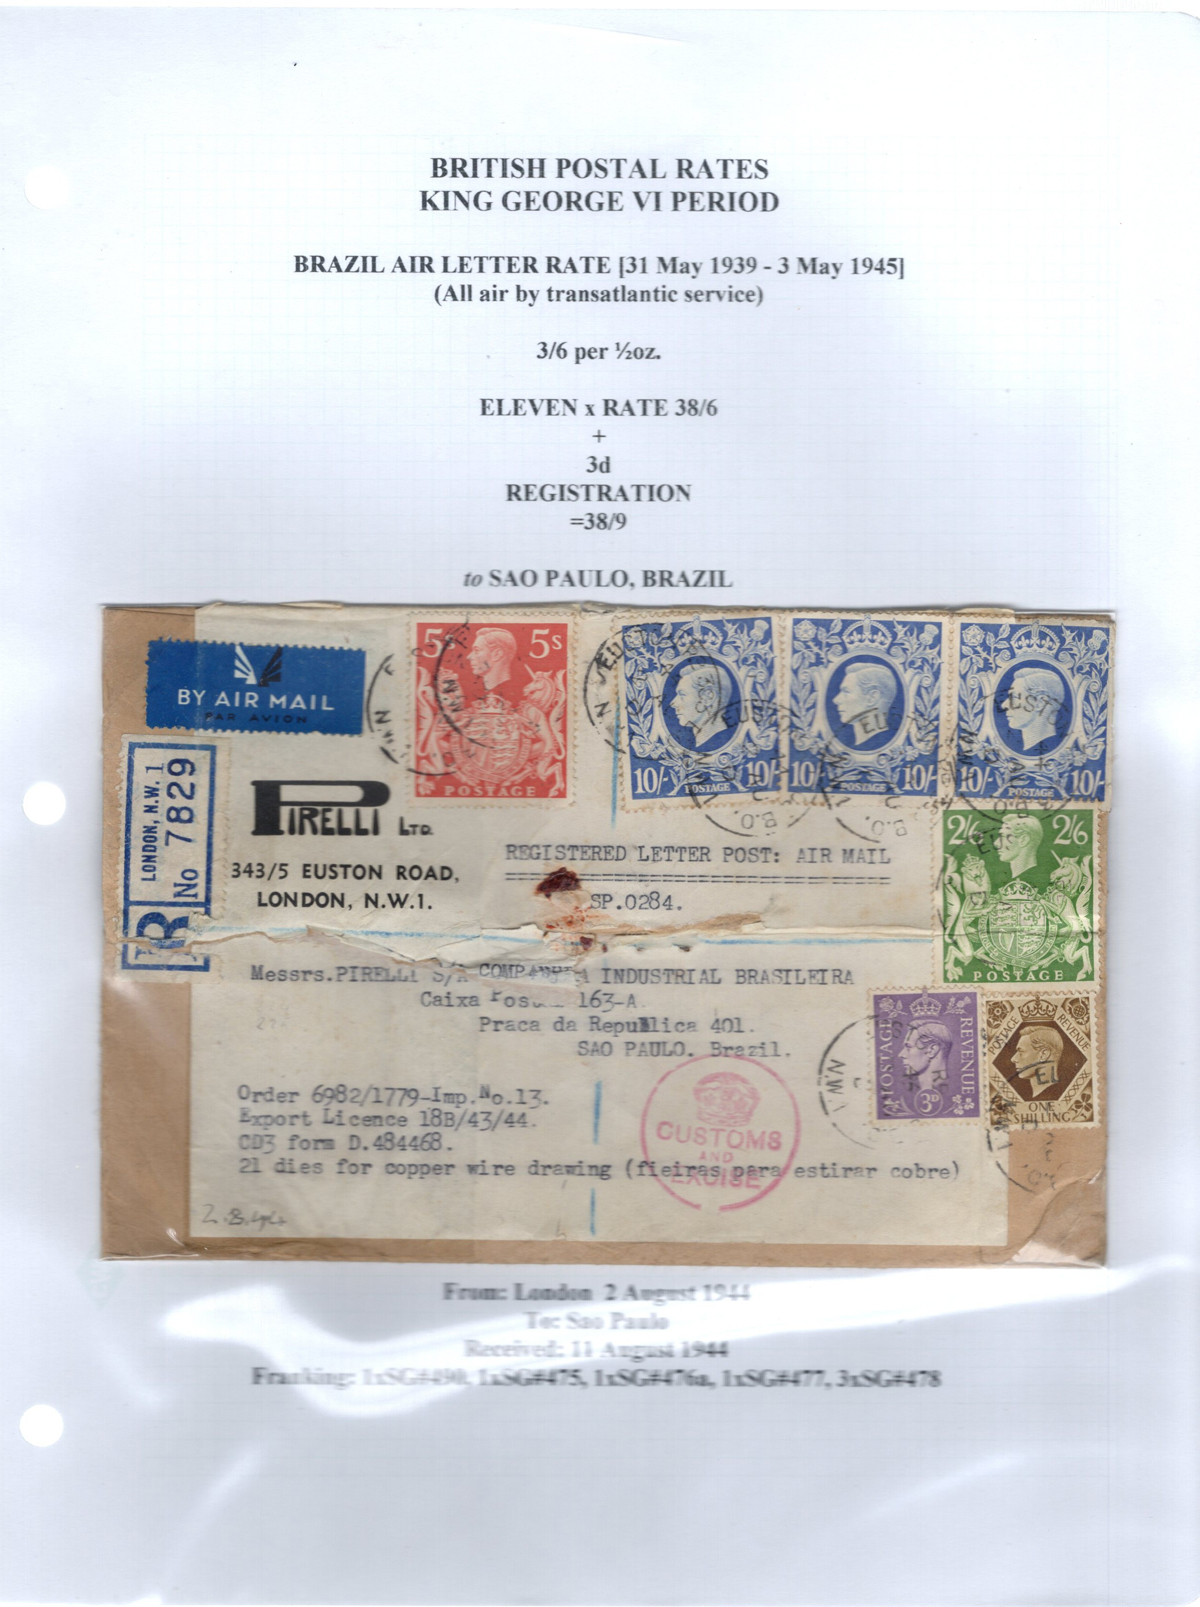 BRITISH POSTAL RATES
KING GEORGE VI PERIOD
BRAZIL AIR LETTER RATE [31 May 1939 - 3 May 1945]
(All air by transatlantic service)
3/6 per ½oz.
ELEVEN x RATE 38/6
+
3d
REGISTRATION
=38/9
to SAO PAULO, BRAZIL
BY AIR MAIL
PAR AVION
5s 5s
POSTAGE
10/- POSTAGE 10/-
10/- POSTAGE 10/-
10/- POSTAGE 10/-
LONDON, N.W. 1
R No 7829
PIRELLI LTD.
343/5 EUSTON ROAD,
LONDON, N.W.1.
2/6 2/6
POSTAGE
REGISTERED LETTER POST: AIR MAIL
SP.0284.
Messrs.PIRELLI S/A INDUSTRIAL BRASILEIRA
Caixa 163-A.
Praca da Republica 401.
SAO PAULO. Brazil.
POSTAGE REVENUE
3D
POSTAGE REVENUE
ONE
SHILLING
EUSTO
B.O.
N.W.1
Order 6982/1779-Imp.No.13.
Export Licence 18B/43/44.
CD3 form D.484468.
21 dies for copper wire drawing (fieiras para estirar cobre)
CUSTOMS
AND
EXCISE
From: London 2 August 1944
To: Sao Paulo
Received: 11 August 1944
Franking: 1xSG#490, 1xSG#475, 1xSG#476a, 1xSG#477, 3xSG#478